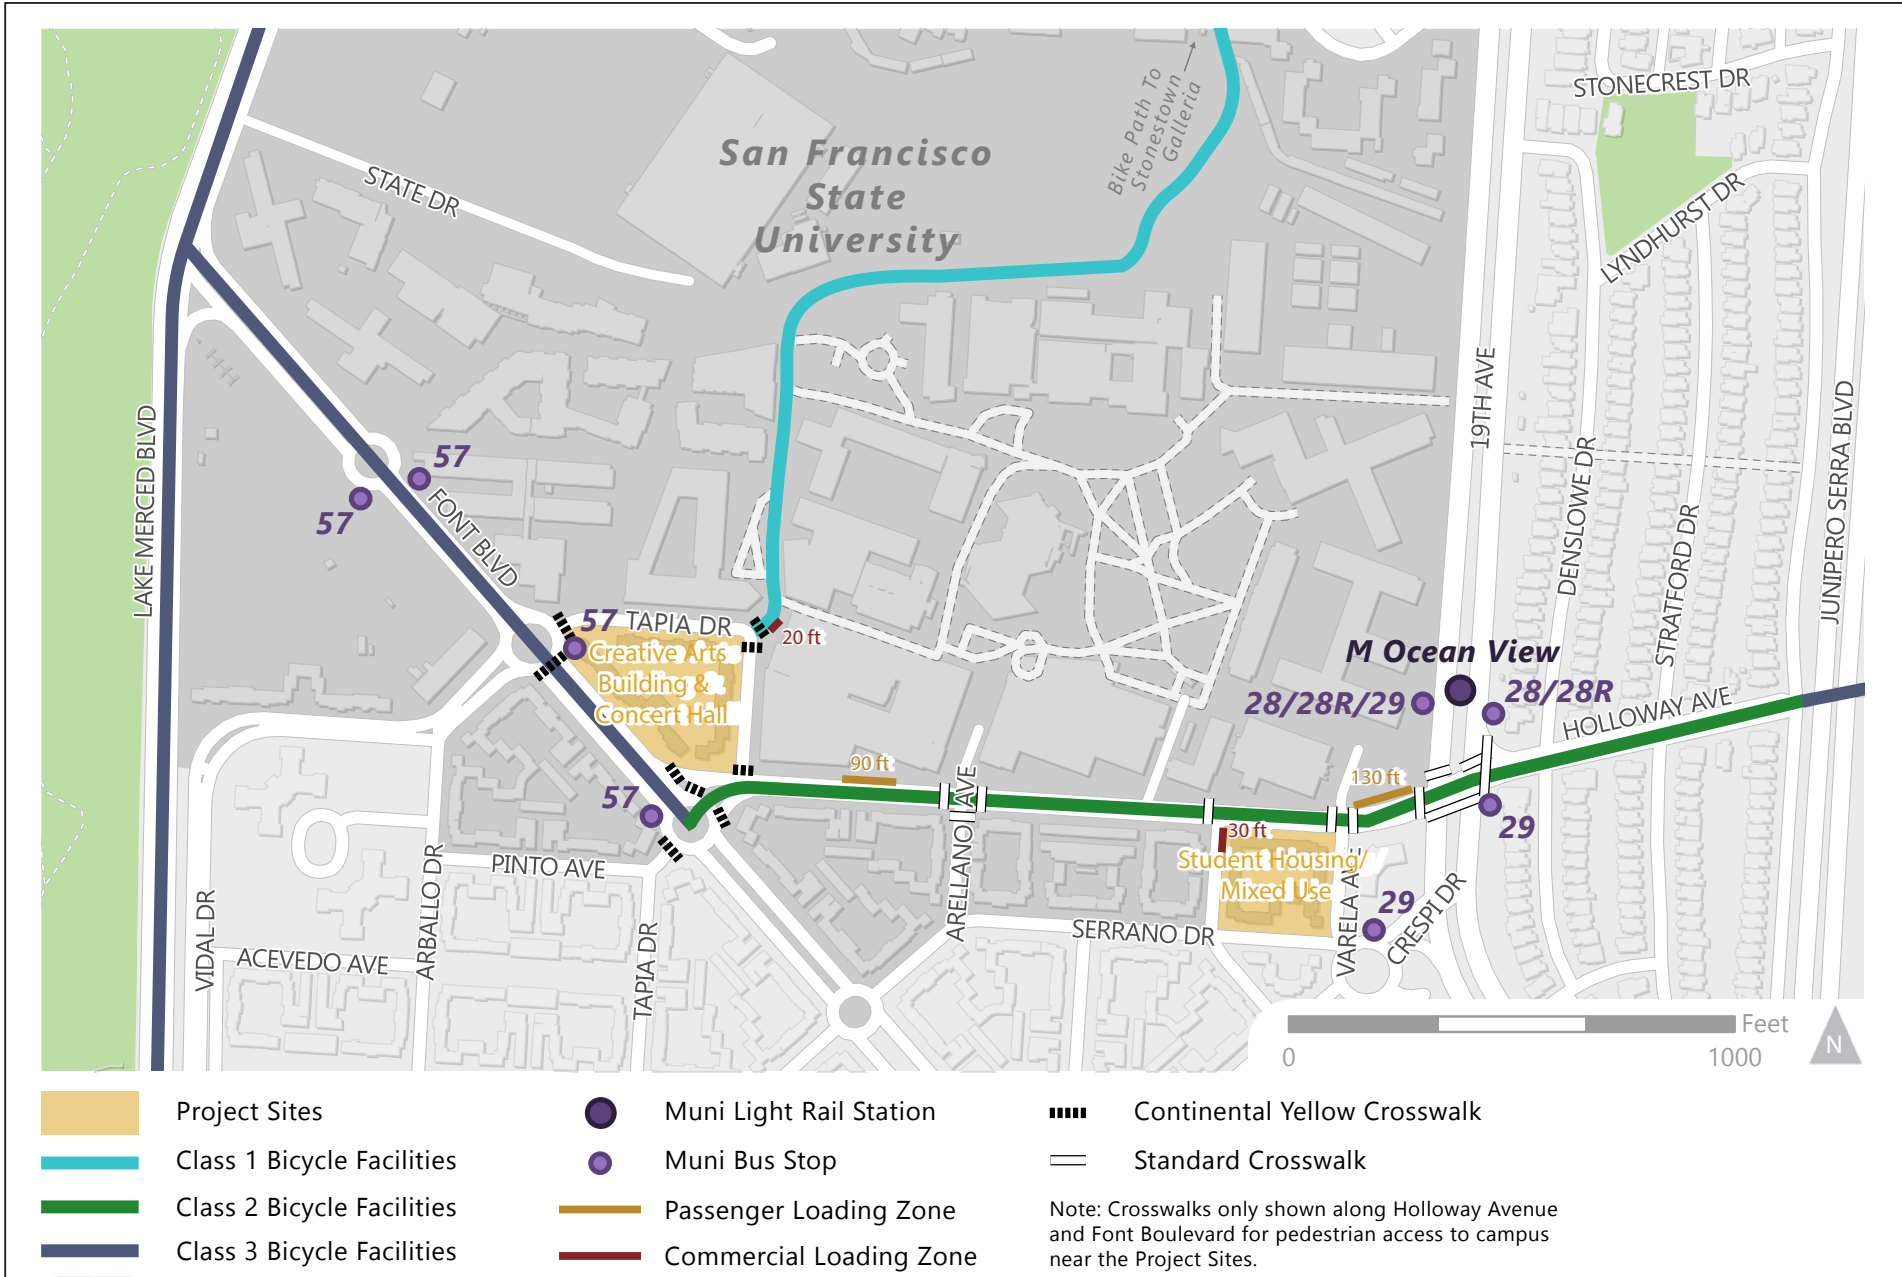 STONECREST DR
Bike Path To
Stonestown
Galleria
San Francisco
State
University
STATE DR
LYNDHURST DR
19TH AVE
LAKE MERCED BLVD
JUNIPERO SERRA BLVD
DENSLOWE DR
STRATFORD DR
57
57
FONT BLVD
57
TAPIA DR
20 ft
Creative Arts
Building &
Concert Hall
M Ocean View
28/28R/29
28/28R
HOLLOWAY AVE
90 ft
130 ft
57
29
30 ft
Student Housing/
Mixed Use
ARELLANO AVE
PINTO AVE
ARBALLO DR
VIDAL DR
ACEVEDO AVE
TAPIA DR
SERRANO DR
VARELA AVE
29
CRESPI DR
Feet
0
1000
N
Project Sites
Class 1 Bicycle Facilities
Class 2 Bicycle Facilities
Class 3 Bicycle Facilities
Muni Light Rail Station
Muni Bus Stop
Passenger Loading Zone
Commercial Loading Zone
Continental Yellow Crosswalk
Standard Crosswalk
Note: Crosswalks only shown along Holloway Avenue
and Font Boulevard for pedestrian access to campus
near the Project Sites.